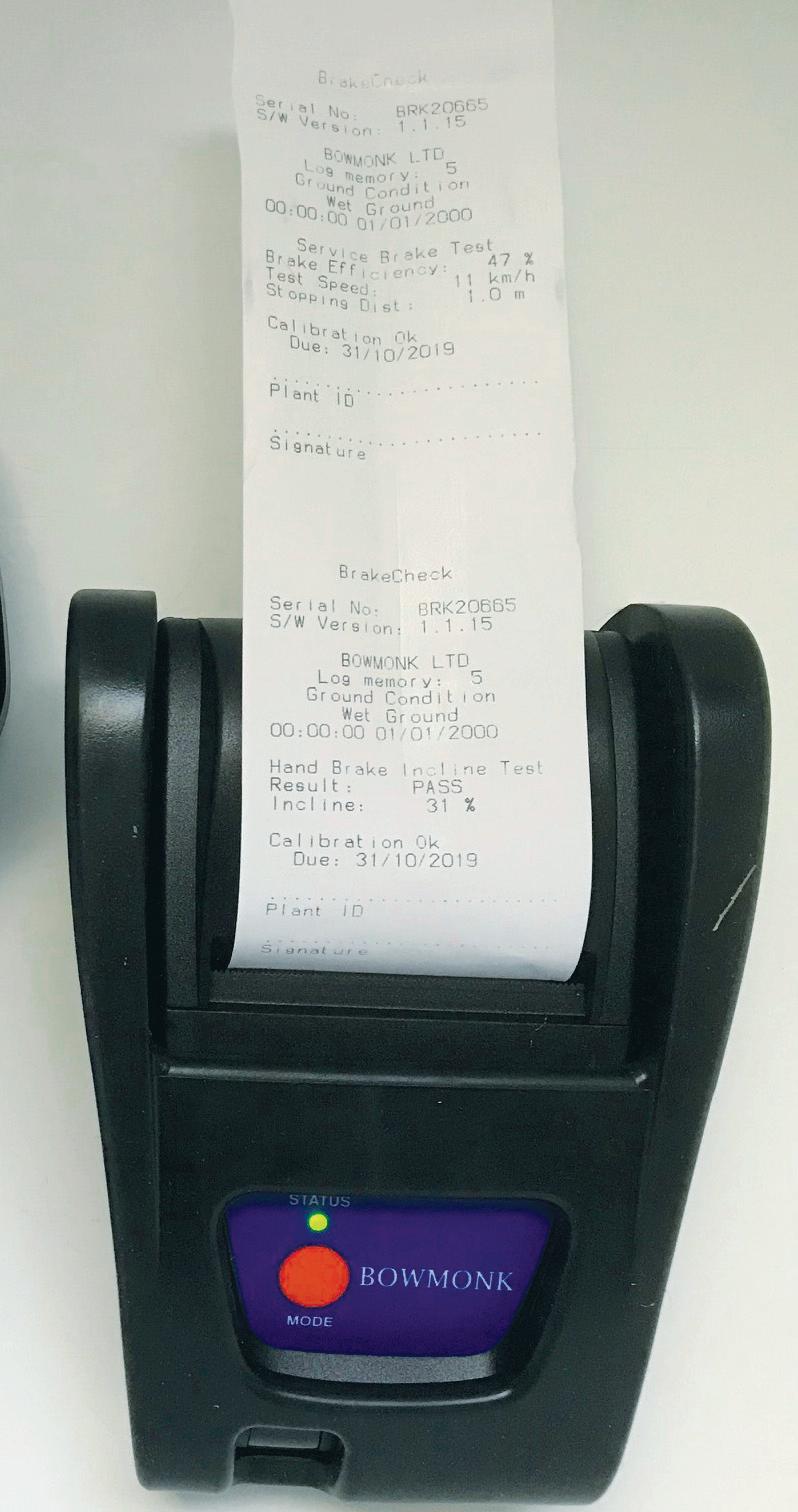 BrakeCheck
Serial No: BRK20665
S/W Version: 1.1.15
BOWMONK LTD
Log memory: 5
Ground Condition
Wet Ground
00:00:00 01/01/2000
Service Brake Test
Brake Efficiency: 47 %
Test Speed: 11 km/h
Stopping Dist: 1.0 m
Calibration Ok
Due: 31/10/2019
Plant ID
Signature
BrakeCheck
Serial No: BRK20665
S/W Version: 1.1.15
BOWMONK LTD
Log memory: 5
Ground Condition
Wet Ground
00:00:00 01/01/2000
Hand Brake Incline Test
Result: PASS
Incline: 31 %
Calibration Ok
Due: 31/10/2019
Plant ID
Signature
STATUS
BOWMONK
MODE